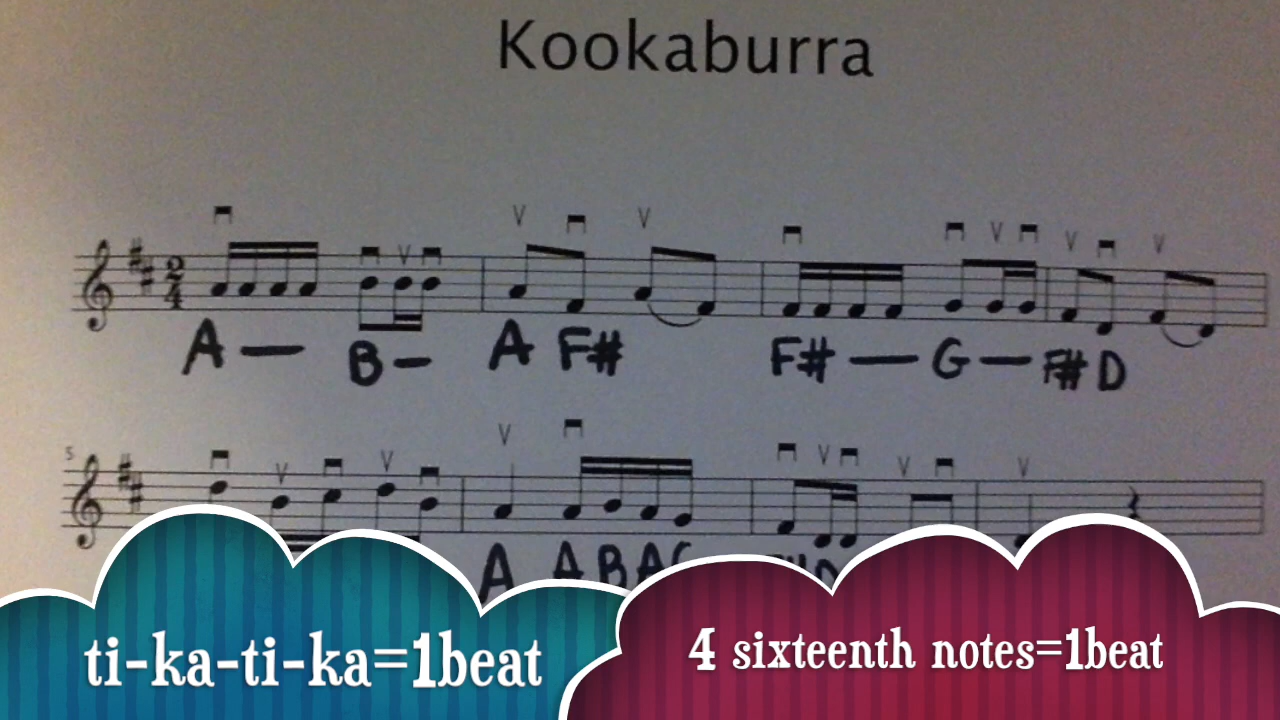 Kookaburra
2
4
A — B – A F# F# — G – F# D
5
A A B A
ti-ka-ti-ka=1beat
4 sixteenth notes=1beat